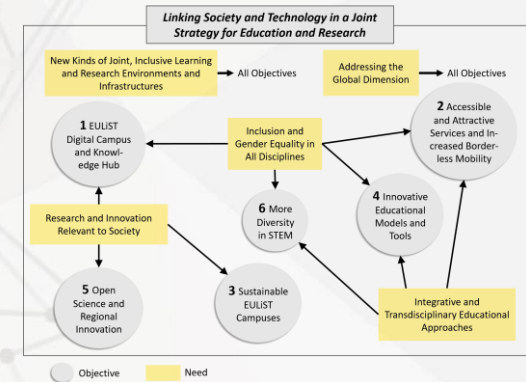 Linking Society and Technology in a Joint
Strategy for Education and Research
New Kinds of Joint, Inclusive Learning
and Research Environments and
Infrastructures
All Objectives
Addressing the
Global Dimension
All Objectives
1 EULiST
Digital Campus
and Knowl-
edge Hub
Inclusion and
Gender Equality in
All Disciplines
2 Accessible
and Attractive
Services and In-
creased Border-
less Mobility
Research and Innovation
Relevant to Society
6 More
Diversity
in STEM
4 Innovative
Educational
Models and
Tools
5 Open
Science and
Regional
Innovation
3 Sustainable
EULiST
Campuses
Integrative and
Transdisciplinary Educational
Approaches
Objective
Need